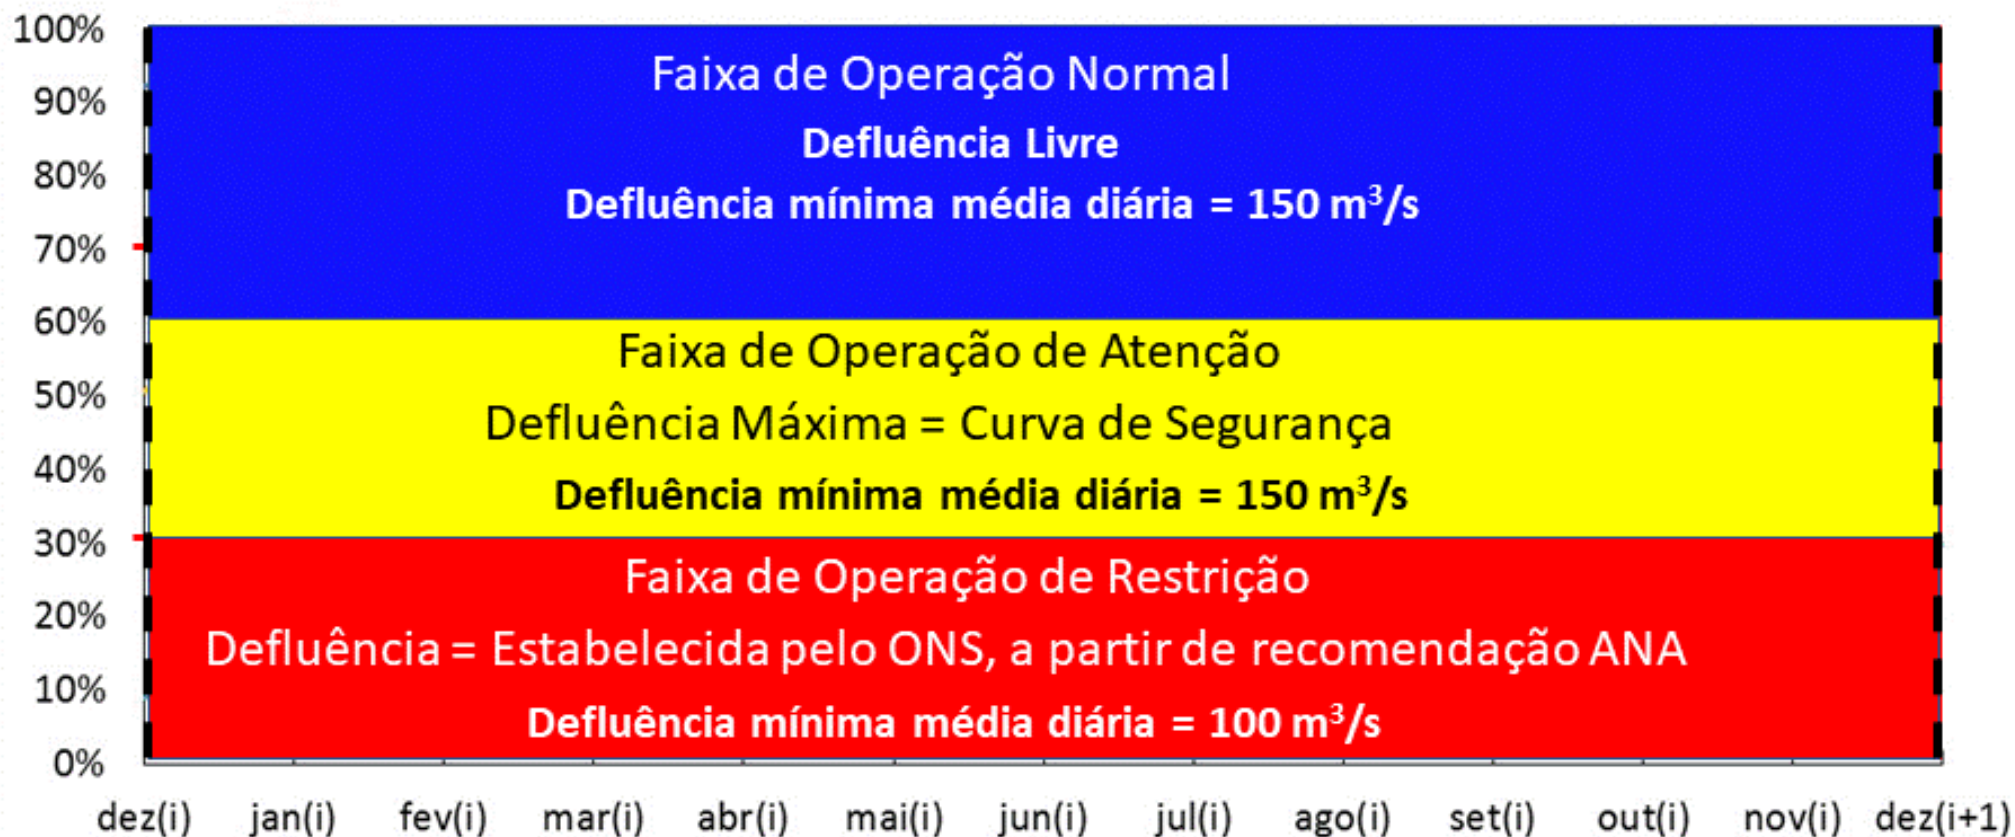 100%
90%
80%
70%
60%
50%
40%
30%
20%
10%
0%
Faixa de Operação Normal
Defluência Livre
Defluência mínima média diária = 150 m³/s
Faixa de Operação de Atenção
Defluência Máxima = Curva de Segurança
Defluência mínima média diária = 150 m³/s
Faixa de Operação de Restrição
Defluência = Estabelecida pelo ONS, a partir de recomendação ANA
Defluência mínima média diária = 100 m³/s
dez(i) jan(i) fev(i) mar(i) abr(i) mai(i) jun(i) jul(i) ago(i) set(i) out(i) nov(i) dez(i+1)